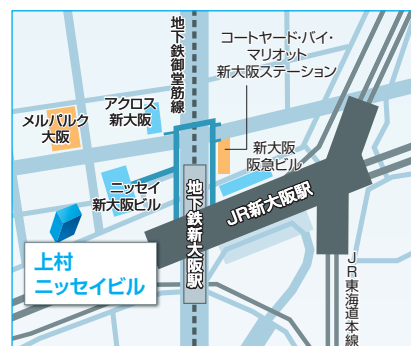 地下鉄御堂筋線
コートヤード・バイ・
マリオット
新大阪ステーション
アクロス
新大阪
メルパルク
大阪
新大阪
阪急ビル
ニッセイ
新大阪ビル
地下鉄新大阪駅
JR新大阪駅
上村
ニッセイビル
JR東海道本線